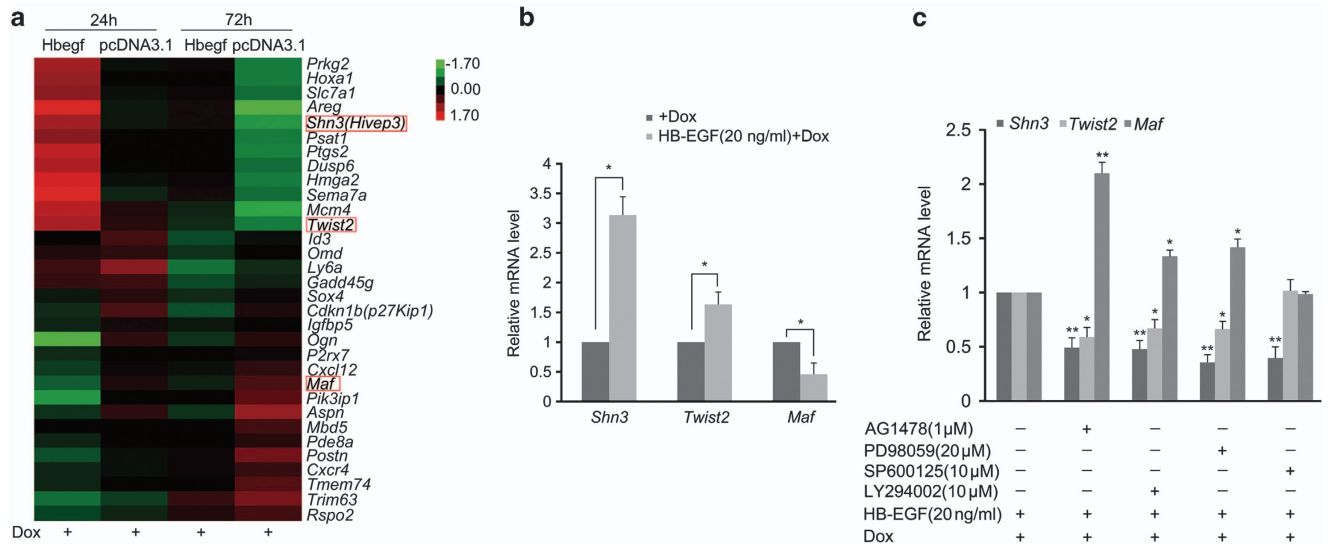 a
24h 72h
Hbegf pcDNA3.1 Hbegf pcDNA3.1
Prkg2
Hoxa1
Slc7a1
Areg
Shn3(Hivep3)
Psat1
Ptgs2
Dusp6
Hmga2
Sema7a
Mcm4
Twist2
Id3
Omd
Ly6a
Gadd45g
Sox4
Cdkn1b(p27Kip1)
Igfbp5
Ogn
P2rx7
Cxcl12
Maf
Pik3ip1
Aspn
Mbd5
Pde8a
Postn
Cxcr4
Tmem74
Trim63
Rspo2
Dox + + + +
-1.70
0.00
1.70
b
+Dox
HB-EGF(20 ng/ml)+Dox
Relative mRNA level
4
3.5
3
2.5
2
1.5
1
0.5
0
* * *
Shn3 Twist2 Maf
c
Shn3 Twist2 Maf
Relative mRNA level
2.5
2
1.5
1
0.5
0
** * **
** * *
** * *
**
AG1478(1μM) – + – – –
PD98059(20μM) – – – + –
SP600125(10μM) – – – – +
LY294002(10μM) – – + – –
HB-EGF(20ng/ml) + + + + +
Dox + + + + +